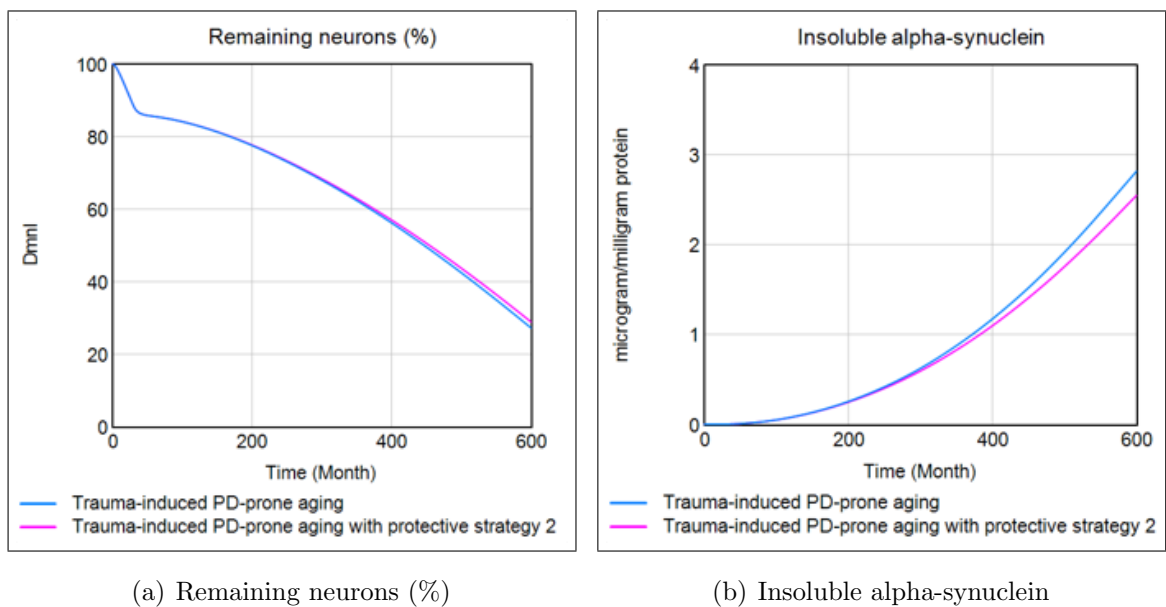 Remaining neurons (%)
100
80
60
40
20
0
Dmnl
0 200 400 600
Time (Month)
Trauma-induced PD-prone aging
Trauma-induced PD-prone aging with protective strategy 2
(a) Remaining neurons (%)
Insoluble alpha-synuclein
4
3
2
1
0
microgram/milligram protein
0 200 400 600
Time (Month)
Trauma-induced PD-prone aging
Trauma-induced PD-prone aging with protective strategy 2
(b) Insoluble alpha-synuclein